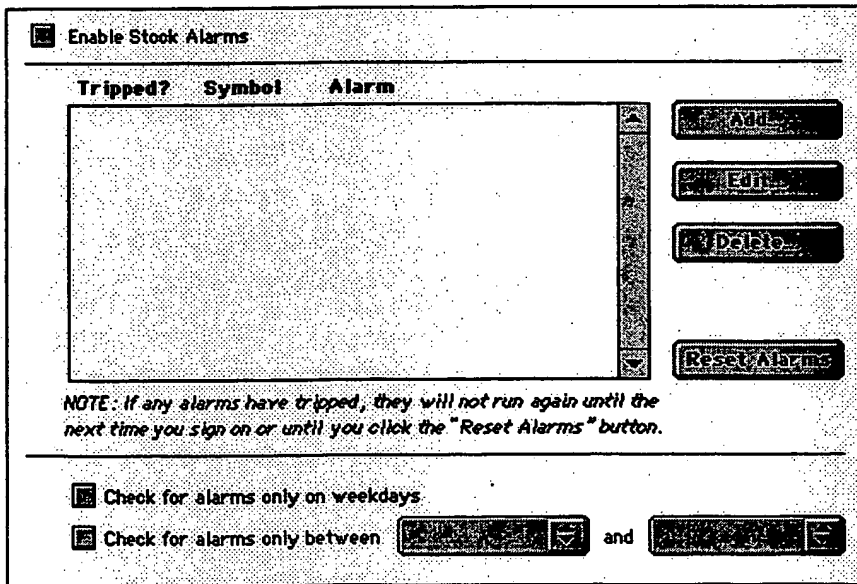 Enable Stock Alarms
Tripped? Symbol Alarm
Add...
Edit...
Delete...
Reset Alarms
NOTE: If any alarms have tripped, they will not run again until the
next time you sign on or until you click the "Reset Alarms" button.
Check for alarms only on weekdays
Check for alarms only between and